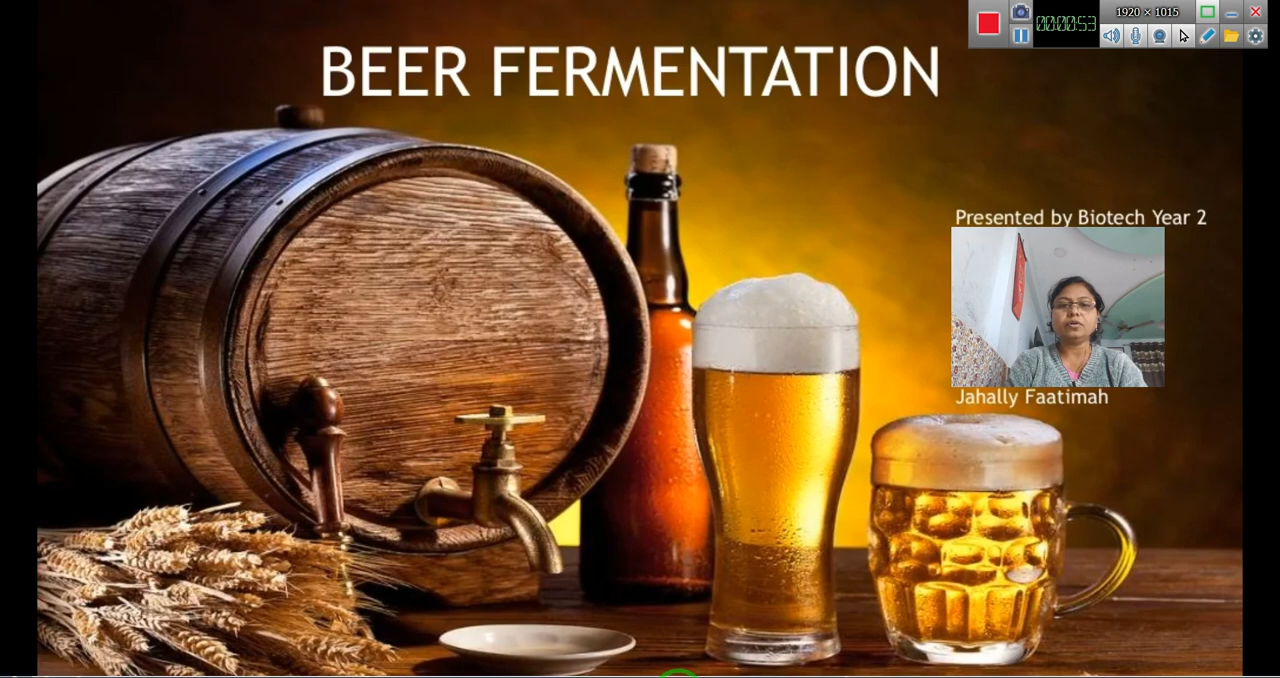 00:00:53
1920 × 1015
BEER FERMENTATION
Presented by Biotech Year 2
Jahally Faatimah